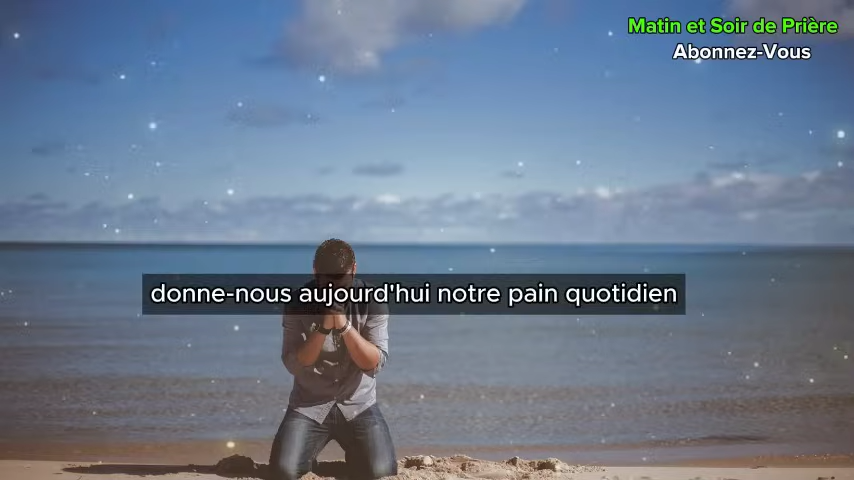 Matin et Soir de Prière
Abonnez-Vous
donne-nous aujourd'hui notre pain quotidien